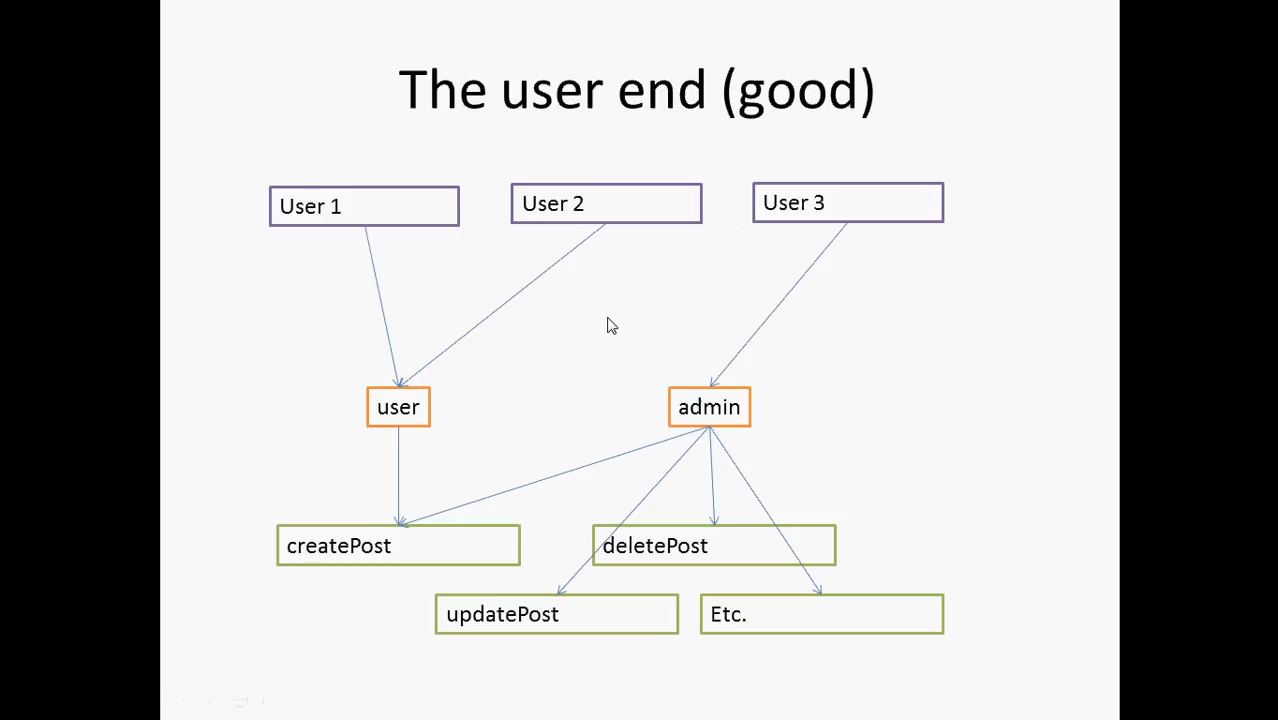 The user end (good)
User 1
User 2
User 3
user
admin
createPost
deletePost
updatePost
Etc.